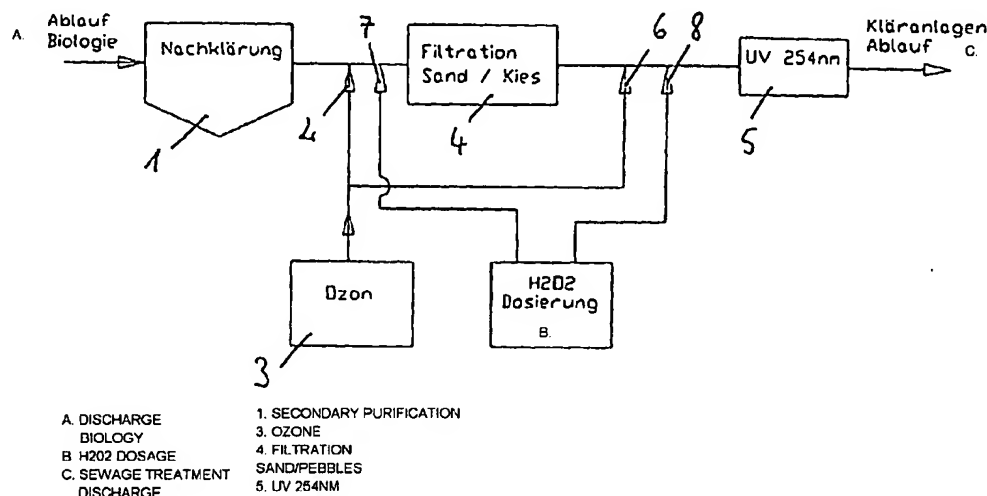 A.
Ablauf
Biologie
Nachklärung
7
Filtration
Sand / Kies
6
8
UV 254nm
Kläranlagen
Ablauf
C.
1
4
4
5
Ozon
H2O2
Dosierung
B.
3
A. DISCHARGE
BIOLOGY
B H202 DOSAGE
C. SEWAGE TREATMENT
DISCHARGE
1. SECONDARY PURIFICATION
3. OZONE
4. FILTRATION
SAND/PEBBLES
5. UV 254NM